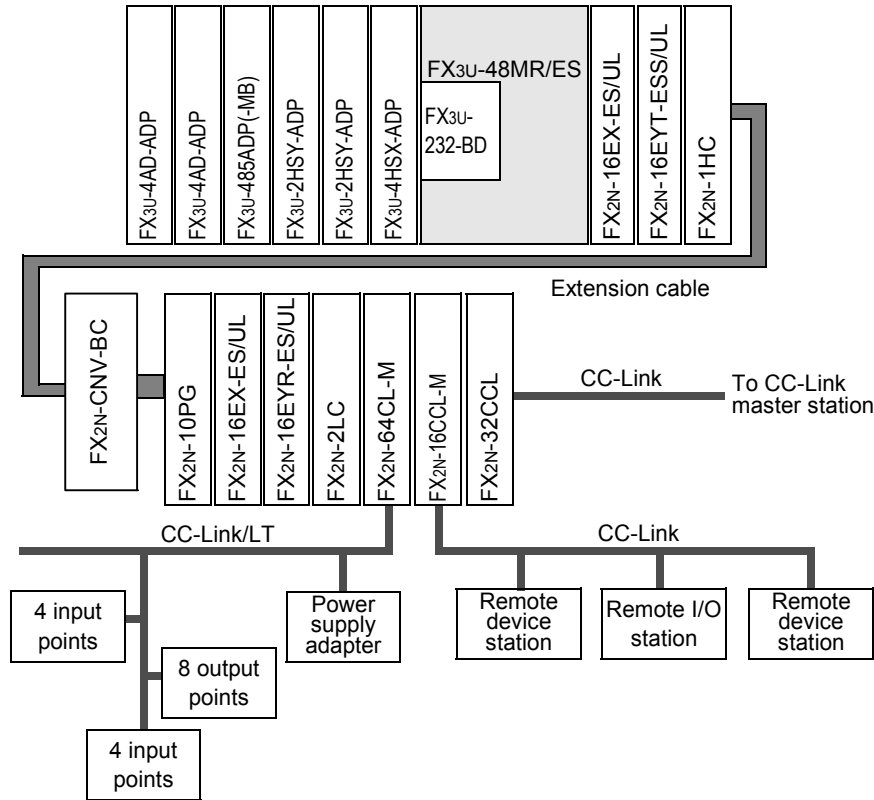 FX3U-4AD-ADP
FX3U-4AD-ADP
FX3U-485ADP(-MB)
FX3U-2HSY-ADP
FX3U-2HSY-ADP
FX3U-4HSX-ADP
FX3U-48MR/ES
FX3U-
232-BD
FX2N-16EX-ES/UL
FX2N-16EYT-ESS/UL
FX2N-1HC
Extension cable
FX2N-CNV-BC
FX2N-10PG
FX2N-16EX-ES/UL
FX2N-16EYR-ES/UL
FX2N-2LC
FX2N-64CL-M
FX2N-16CCL-M
FX2N-32CCL
CC-Link
To CC-Link
master station
CC-Link/LT
CC-Link
4 input
points
Power
supply
adapter
Remote
device
station
Remote I/O
station
Remote
device
station
8 output
points
4 input
points